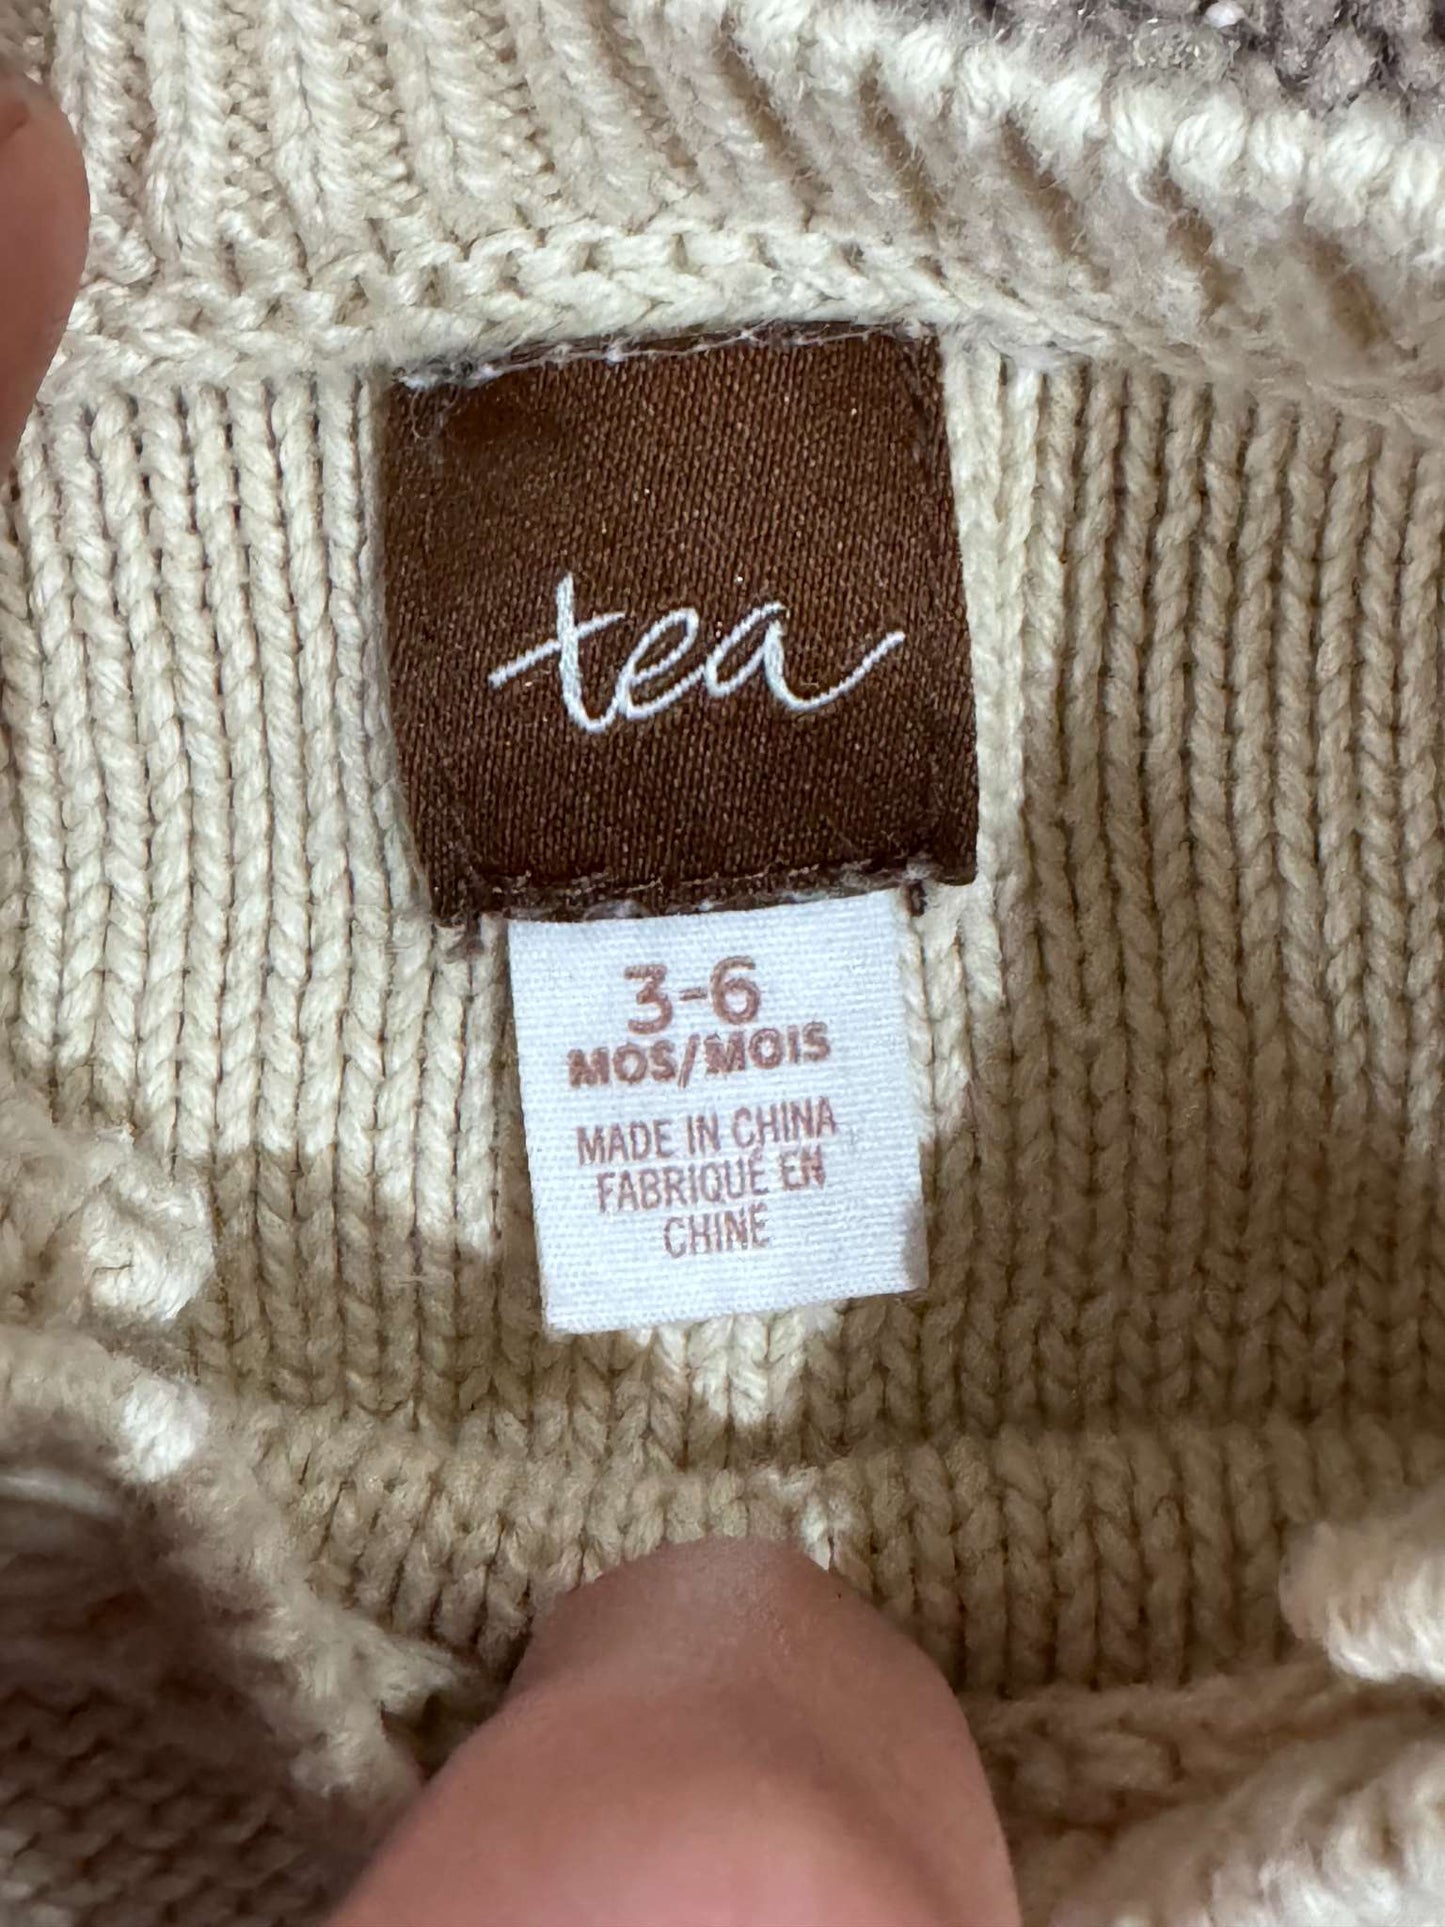 tea
3-6
MOS/MOIS
MADE IN CHINA
FABRIQUÉ EN
CHINE